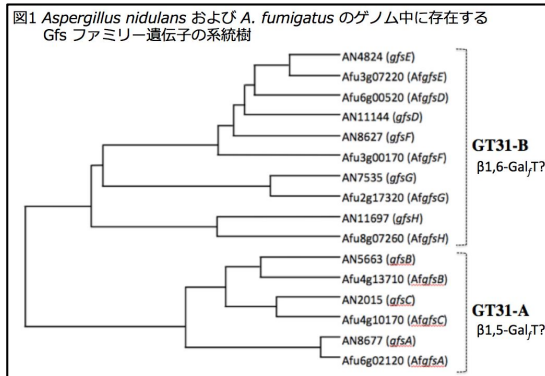 図1 Aspergillus nidulans および A. fumigatus のゲノム中に存在する
Gfs ファミリー遺伝子の系統樹
AN4824 (gfsE)
Afu3g07220 (AfgfsE)
Afu6g00520 (AfgfsD)
AN11144 (gfsD)
AN8627 (gfsF)
Afu3g00170 (AfgfsF)
AN7535 (gfsG)
Afu2g17320 (AfgfsG)
AN11697 (gfsH)
Afu8g07260 (AfgfsH)
GT31-B
β1,6-GalfT?
AN5663 (gfsB)
Afu4g13710 (AfgfsB)
AN2015 (gfsC)
Afu4g10170 (AfgfsC)
AN8677 (gfsA)
Afu6g02120 (AfgfsA)
GT31-A
β1,5-GalfT?